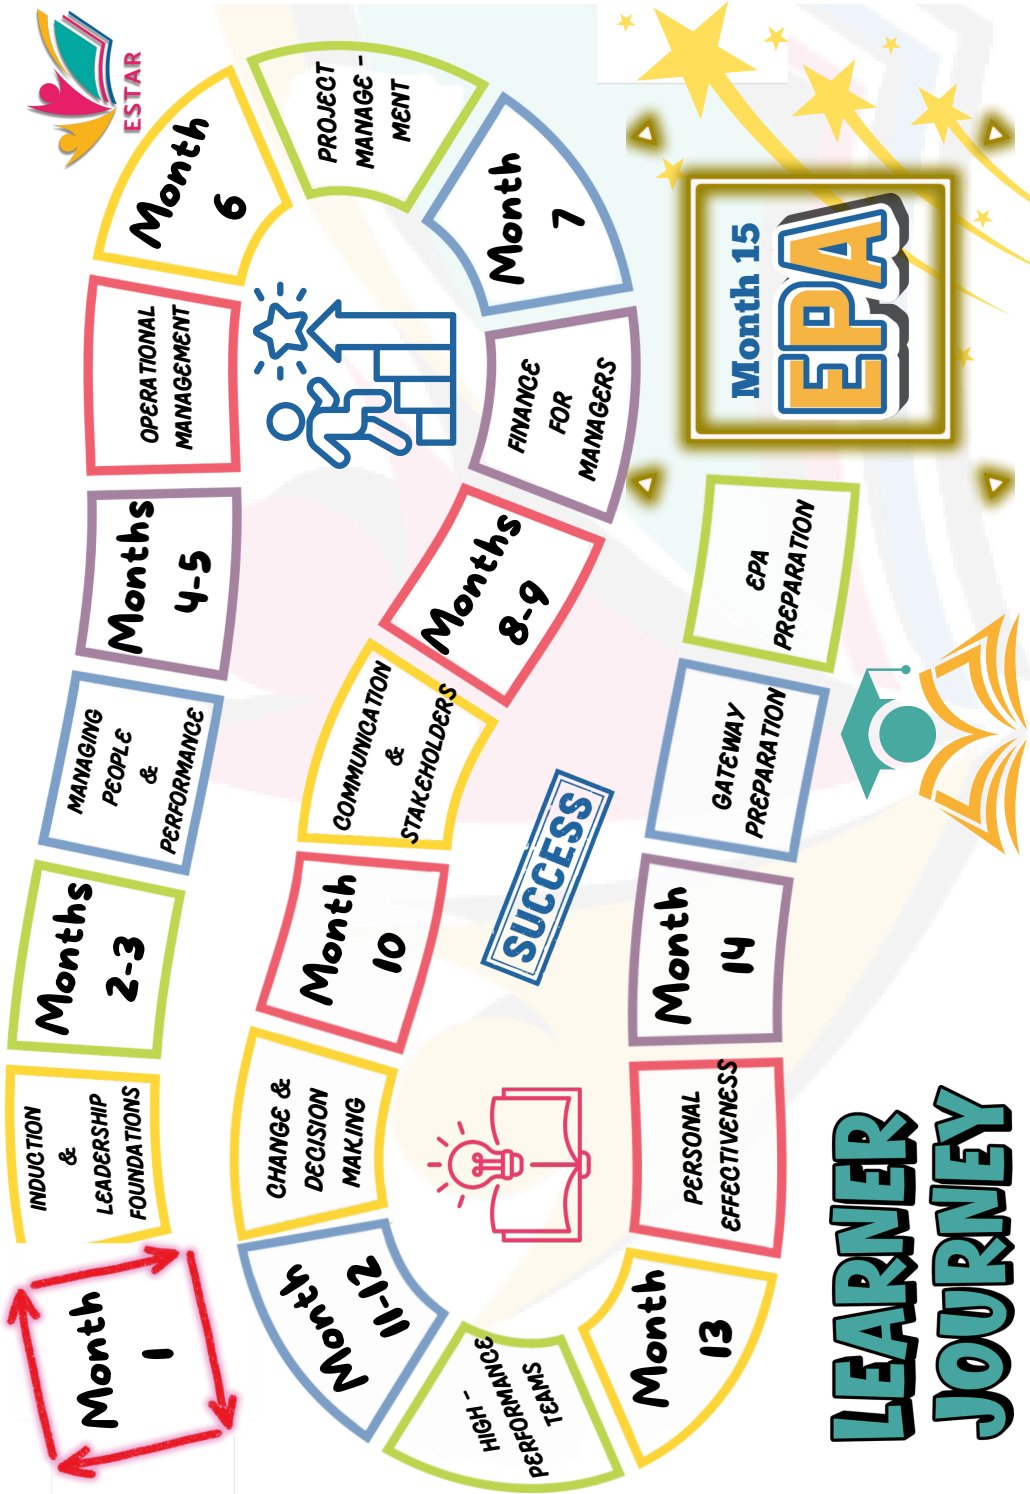 ESTAR
LEARNER
JOURNEY
Month
1
INDUCTION
&
LEADERSHIP
FOUNDATIONS
Months
2-3
MANAGING
PEOPLE
&
PERFORMANCE
Months
4-5
OPERATIONAL
MANAGEMENT
Month
6
PROJECT
MANAGE -
MENT
Month
7
FINANCE
FOR
MANAGERS
Months
8-9
COMMUNICATION
&
STAKEHOLDERS
Month
10
CHANGE &
DECISION
MAKING
Month
11-12
HIGH -
PERFORMANCE
TEAMS
Month
13
PERSONAL
EFFECTIVENESS
Month
14
GATEWAY
PREPARATION
EPA
PREPARATION
Month 15
EPA
SUCCESS